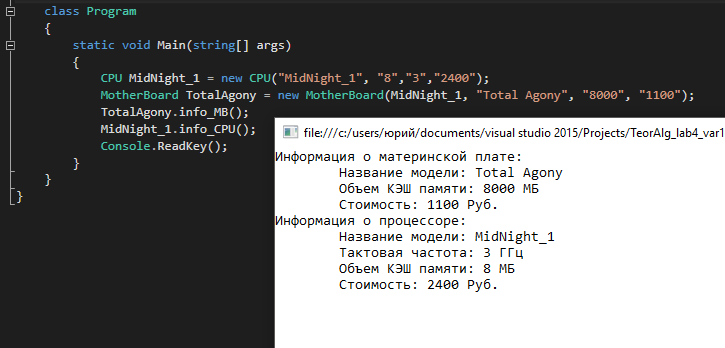 class Program
{
static void Main(string[] args)
{
CPU MidNight_1 = new CPU("MidNight_1", "8","3","2400");
MotherBoard TotalAgony = new MotherBoard(MidNight_1, "Total Agony", "8000", "1100");
TotalAgony.info_MB();
MidNight_1.info_CPU();
Console.ReadKey();
}
}
}
file:///c:/users/юрий/documents/visual studio 2015/Projects/TeorAlg_lab4_var1
Информация о материнской плате:
Название модели: Total Agony
Объем КЭШ памяти: 8000 МБ
Стоимость: 1100 Руб.
Информация о процессоре:
Название модели: MidNight_1
Тактовая частота: 3 ГГц
Объем КЭШ памяти: 8 МБ
Стоимость: 2400 Руб.